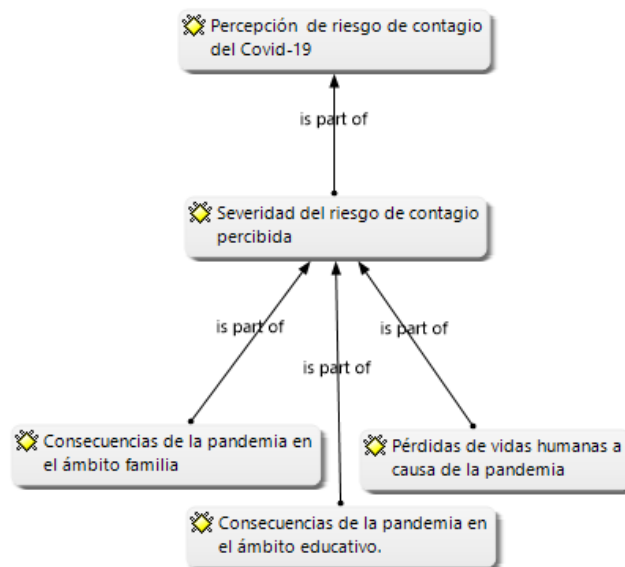 Percepción  de riesgo de contagio
del Covid-19
is part of
Severidad del riesgo de contagio
percibida
is part of
is part of
is part of
Consecuencias de la pandemia en
el ámbito familia
Pérdidas de vidas humanas a
causa de la pandemia
Consecuencias de la pandemia en
el ámbito educativo.